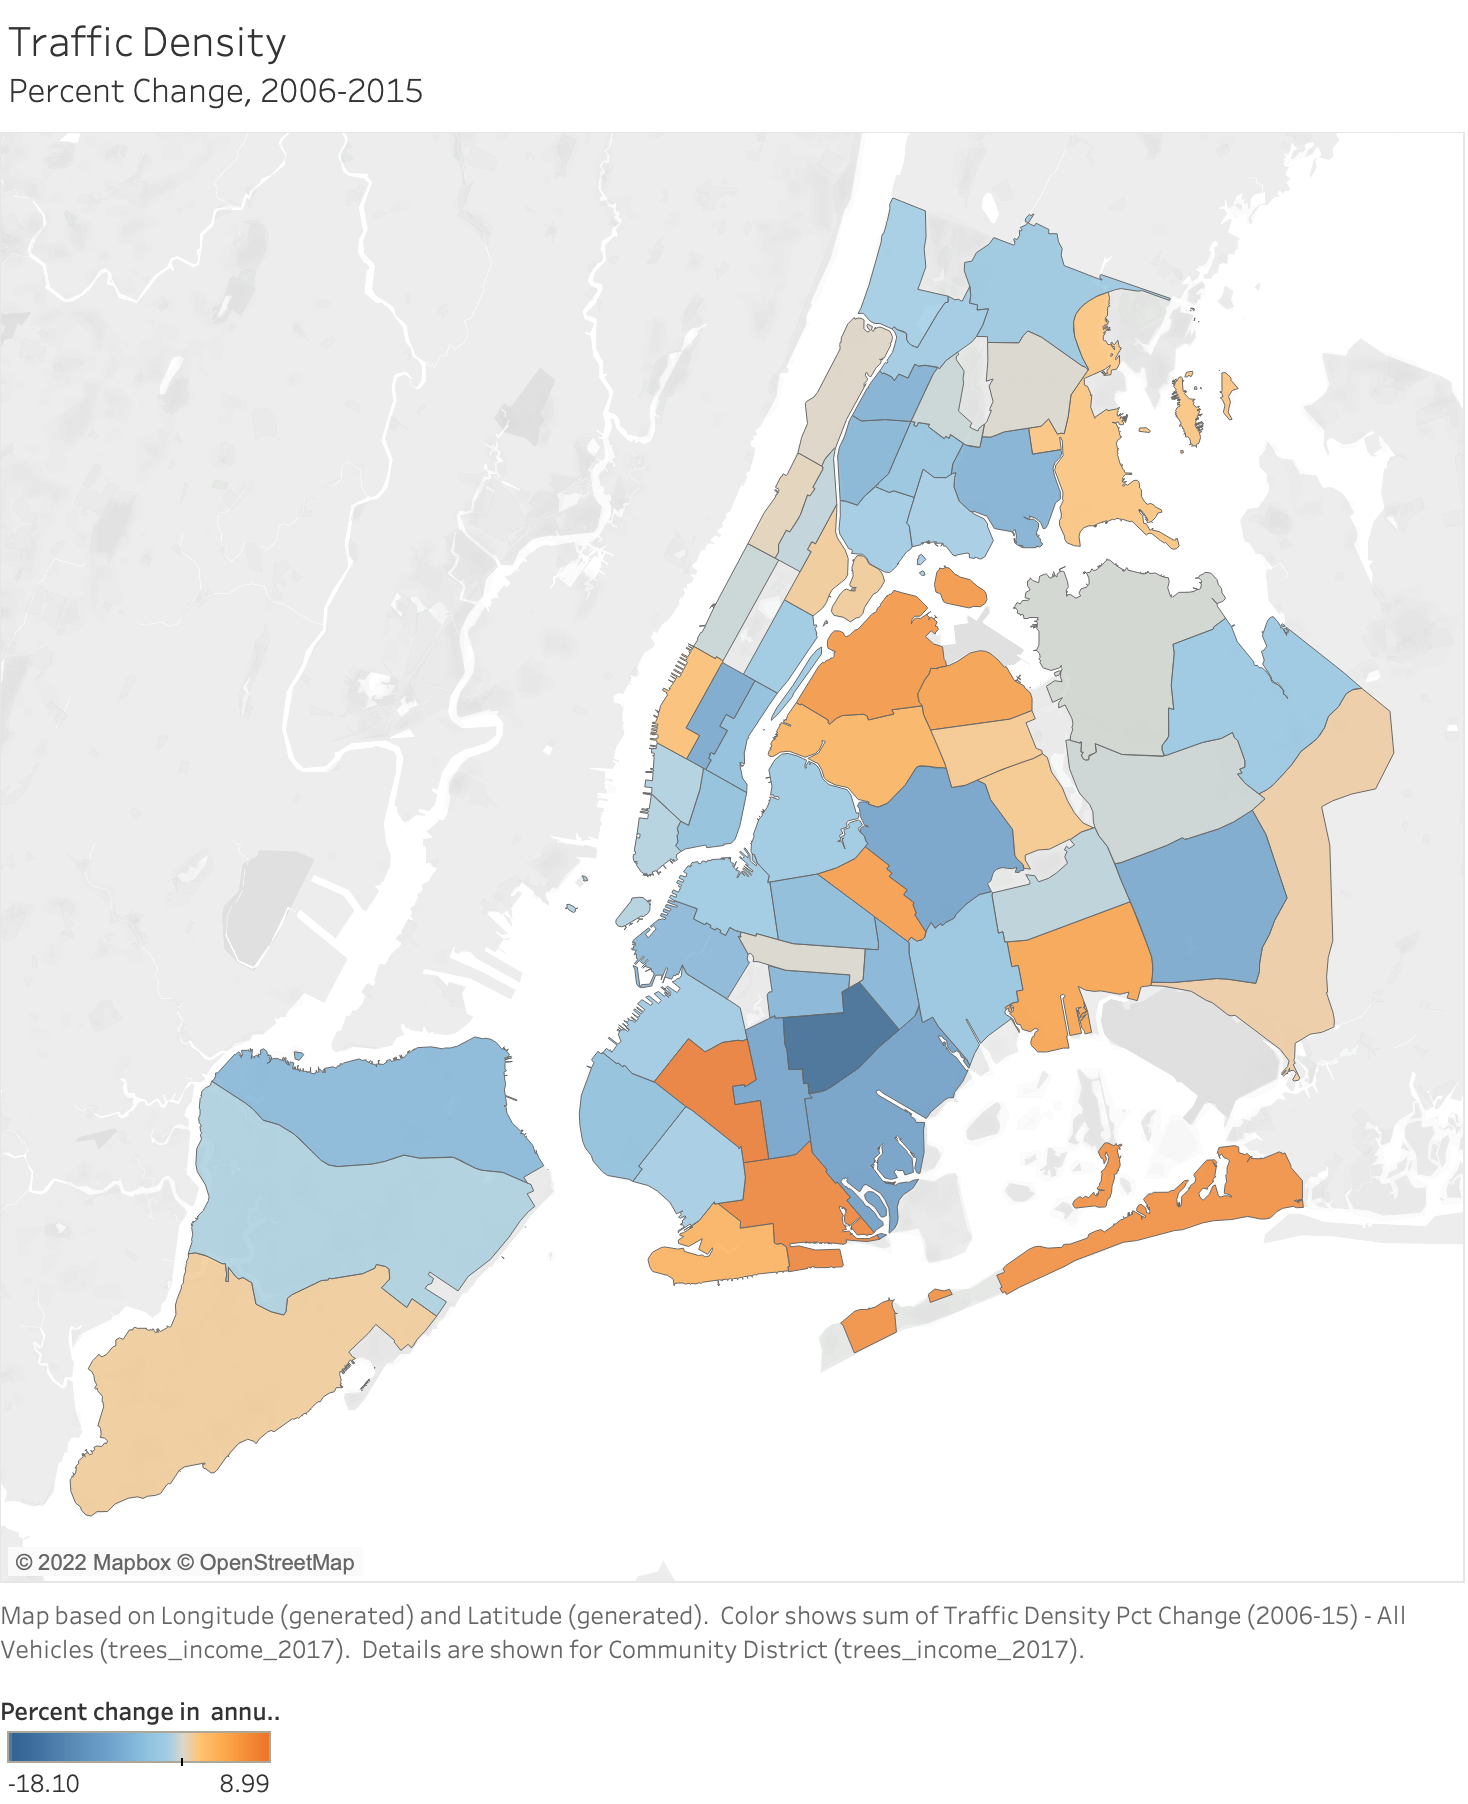 Traffic Density
Percent Change, 2006-2015
© 2022 Mapbox © OpenStreetMap
Map based on Longitude (generated) and Latitude (generated).  Color shows sum of Traffic Density Pct Change (2006-15) - All
Vehicles (trees_income_2017).  Details are shown for Community District (trees_income_2017).
Percent change in  annu..
-18.10 8.99